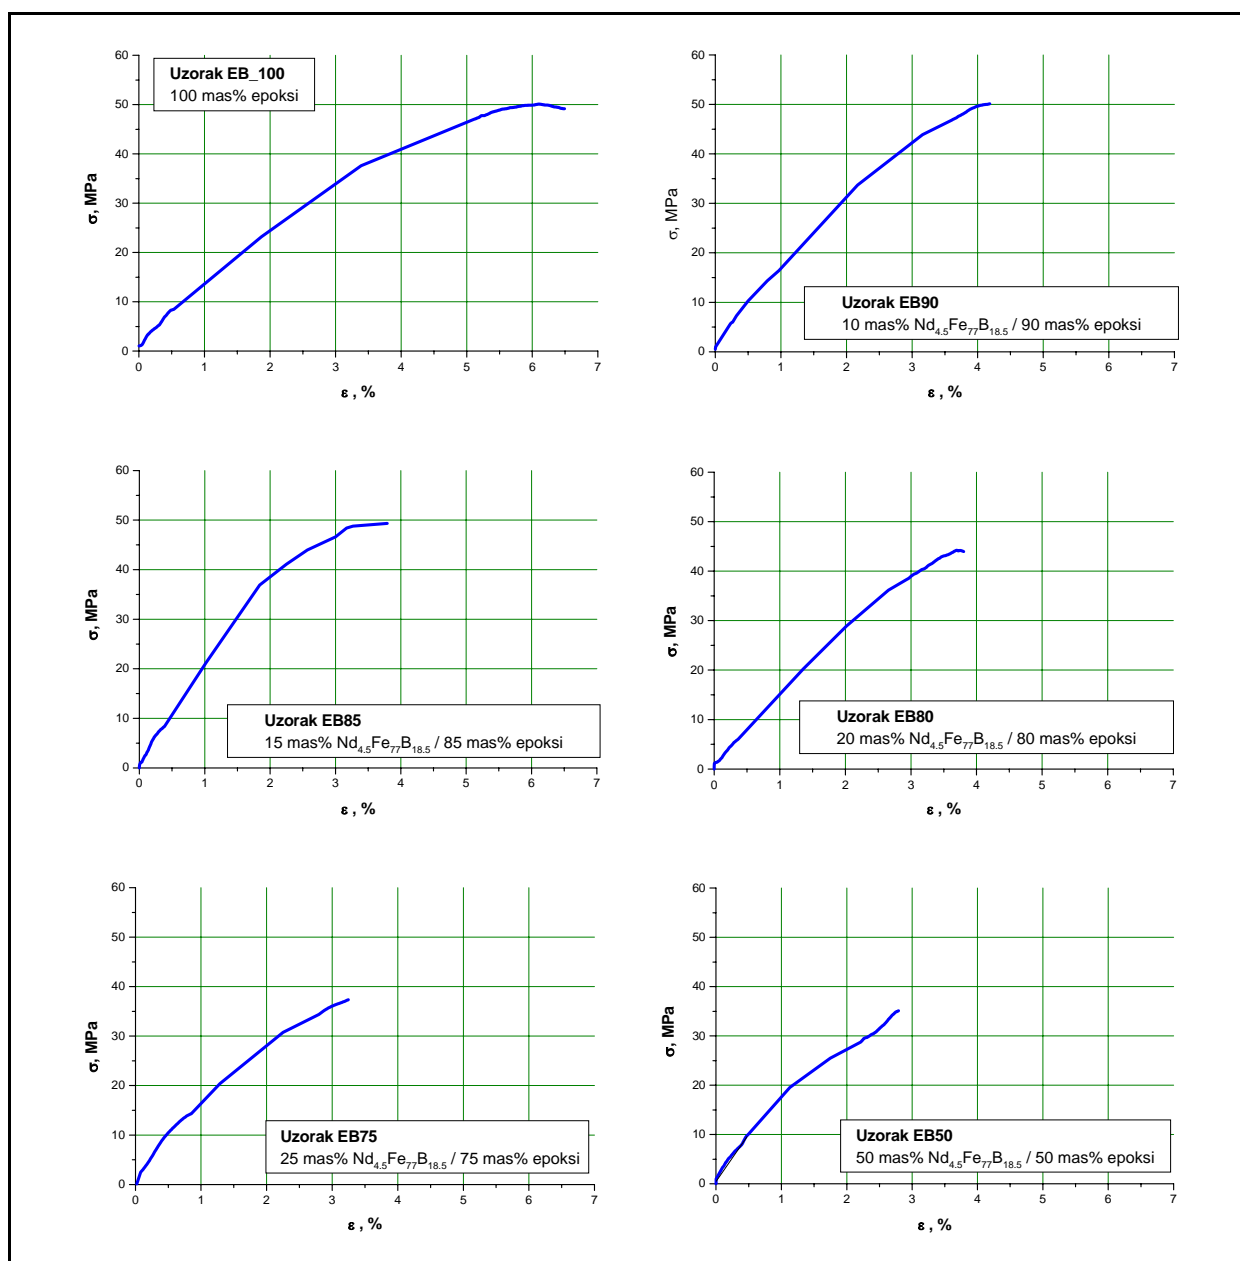 60
50
40
30
20
10
0
σ, MPa
Uzorak EB_100
100 mas% epoksi
0 1 2 3 4 5 6 7
ε , %
60
50
40
30
20
10
0
σ, MPa
Uzorak EB90
10 mas% Nd4.5Fe77B18.5 / 90 mas% epoksi
0 1 2 3 4 5 6 7
ε , %
60
50
40
30
20
10
0
σ, MPa
Uzorak EB85
15 mas% Nd4.5Fe77B18.5 / 85 mas% epoksi
0 1 2 3 4 5 6 7
ε , %
60
50
40
30
20
10
0
σ, MPa
Uzorak EB80
20 mas% Nd4.5Fe77B18.5 / 80 mas% epoksi
0 1 2 3 4 5 6 7
ε , %
60
50
40
30
20
10
0
σ, MPa
Uzorak EB75
25 mas% Nd4.5Fe77B18.5 / 75 mas% epoksi
0 1 2 3 4 5 6 7
ε , %
60
50
40
30
20
10
0
σ, MPa
Uzorak EB50
50 mas% Nd4.5Fe77B18.5 / 50 mas% epoksi
0 1 2 3 4 5 6 7
ε , %